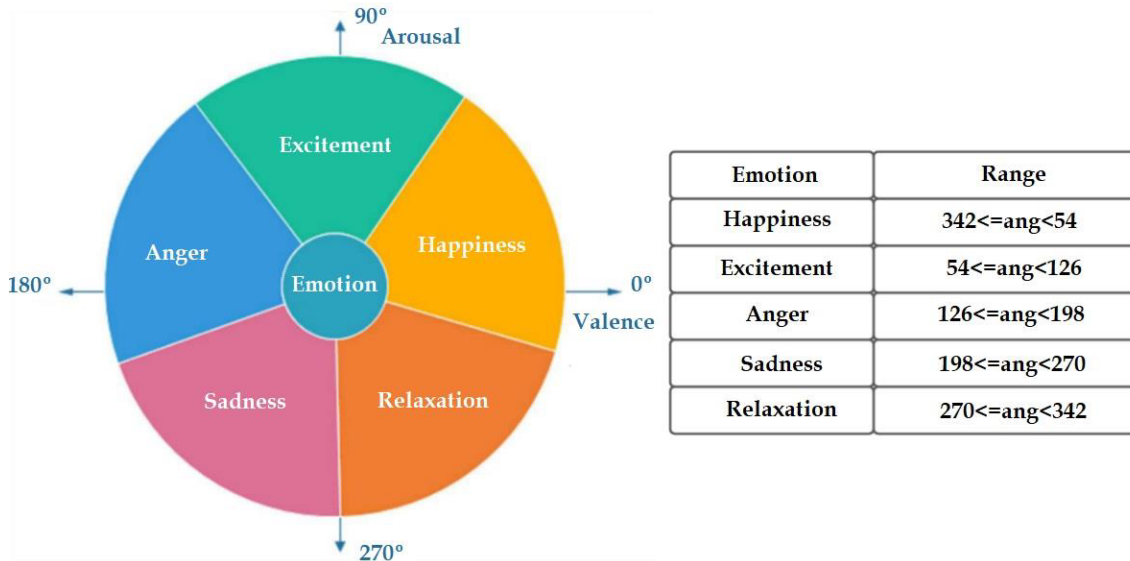 90º
Arousal
Excitement
Happiness
Anger
Emotion
180º
0º
Valence
Sadness
Relaxation
270º
Emotion Range
Happiness 342<=ang<54
Excitement 54<=ang<126
Anger 126<=ang<198
Sadness 198<=ang<270
Relaxation 270<=ang<342